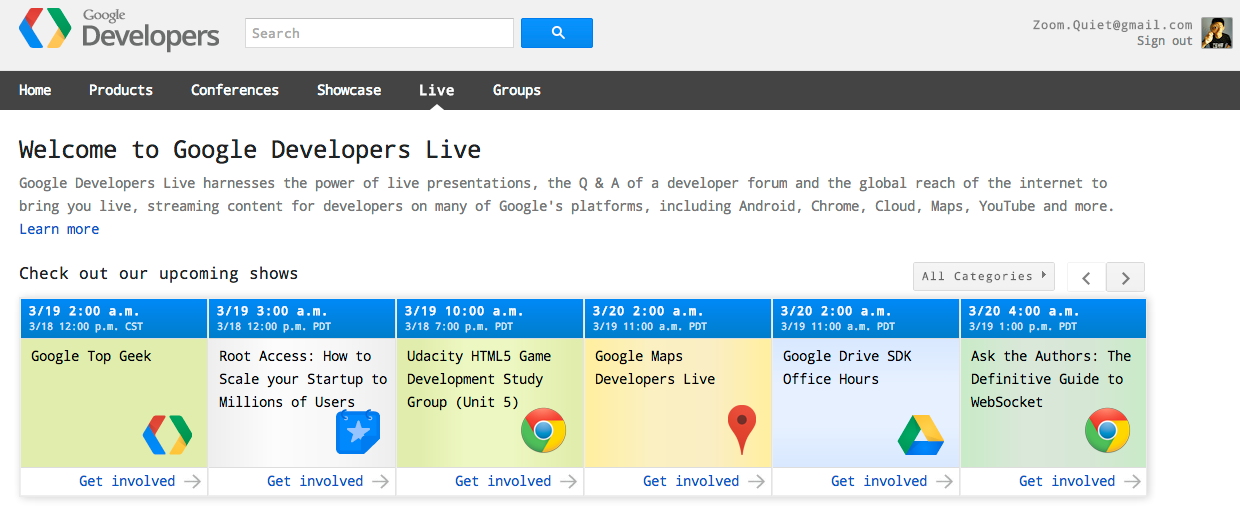 Google
Developers
Search
Zoom.Quiet@gmail.com
Sign out
Home Products Conferences Showcase Live Groups
Welcome to Google Developers Live
Google Developers Live harnesses the power of live presentations, the Q & A of a developer forum and the global reach of the internet to
bring you live, streaming content for developers on many of Google's platforms, including Android, Chrome, Cloud, Maps, YouTube and more.
Learn more
Check out our upcoming shows
All Categories
3/19 2:00 a.m.
3/18 12:00 p.m. CST
Google Top Geek
Get involved
3/19 3:00 a.m.
3/18 12:00 p.m. PDT
Root Access: How to
Scale your Startup to
Millions of Users
Get involved
3/19 10:00 a.m.
3/18 7:00 p.m. PDT
Udacity HTML5 Game
Development Study
Group (Unit 5)
Get involved
3/20 2:00 a.m.
3/19 11:00 a.m. PDT
Google Maps
Developers Live
Get involved
3/20 2:00 a.m.
3/19 11:00 a.m. PDT
Google Drive SDK
Office Hours
Get involved
3/20 4:00 a.m.
3/19 1:00 p.m. PDT
Ask the Authors: The
Definitive Guide to
WebSocket
Get involved